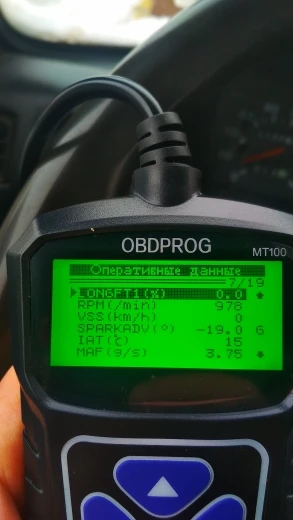 OBDPROG
MT100
Оперативные данные
7/19
LONGFT1(%) 0.0
RPM(/min) 978
VSS(km/h) 0
SPARKADV(°) -19.0 6
IAT(℃) 15
MAF(g/s) 3.75